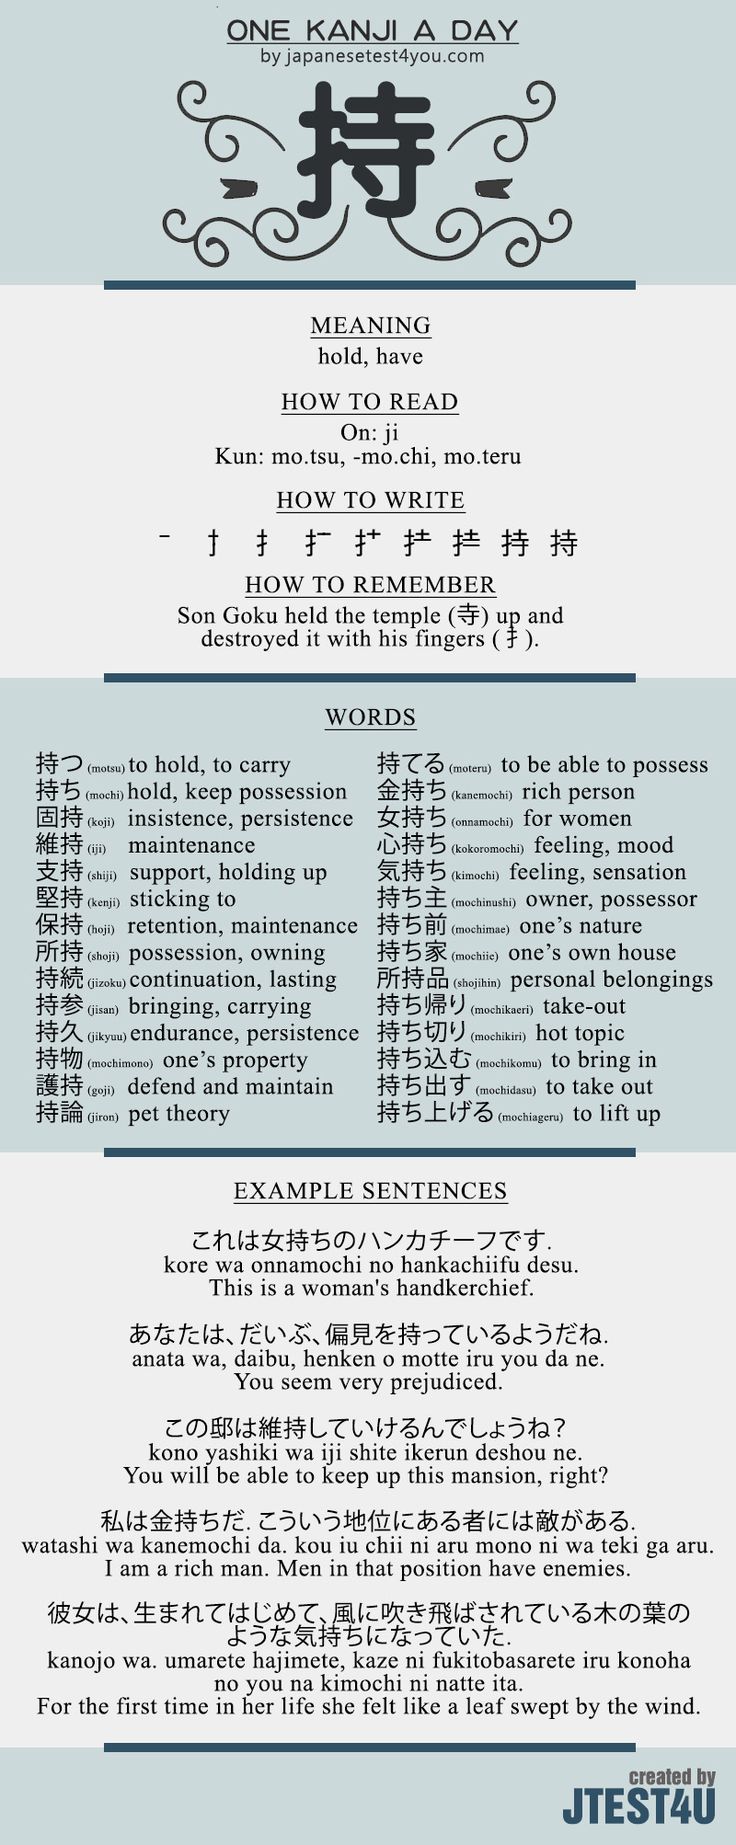 ONE KANJI A DAY
by japanesetest4you.com
持
MEANING
hold, have
HOW TO READ
On: ji
Kun: mo.tsu, -mo.chi, mo.teru
HOW TO WRITE
持
HOW TO REMEMBER
Son Goku held the temple (寺) up and
destroyed it with his fingers (扌).
WORDS
持つ (motsu) to hold, to carry
持ち (mochi) hold, keep possession
固持 (koji) insistence, persistence
維持 (iji) maintenance
支持 (shiji) support, holding up
堅持 (kenji) sticking to
保持 (hoji) retention, maintenance
所持 (shoji) possession, owning
持続 (jizoku) continuation, lasting
持参 (jisan) bringing, carrying
持久 (jikyuu) endurance, persistence
持物 (mochimono) one’s property
護持 (goji) defend and maintain
持論 (jiron) pet theory
持てる (moteru) to be able to possess
金持ち (kanemochi) rich person
女持ち (onnamochi) for women
心持ち (kokoromochi) feeling, mood
気持ち (kimochi) feeling, sensation
持ち主 (mochinushi) owner, possessor
持ち前 (mochimae) one’s nature
持ち家 (mochiie) one’s own house
所持品 (shojihin) personal belongings
持ち帰り (mochikaeri) take-out
持ち切り (mochikiri) hot topic
持ち込む (mochikomu) to bring in
持ち出す (mochidasu) to take out
持ち上げる (mochiageru) to lift up
EXAMPLE SENTENCES
これは女持ちのハンカチーフです.
kore wa onnamochi no hankachiifu desu.
This is a woman's handkerchief.
あなたは、だいぶ、偏見を持っているようだね.
anata wa, daibu, henken o motte iru you da ne.
You seem very prejudiced.
この邸は維持していけるんでしょうね？
kono yashiki wa iji shite ikerun deshou ne.
You will be able to keep up this mansion, right?
私は金持ちだ. こういう地位にある者には敵がある.
watashi wa kanemochi da. kou iu chii ni aru mono ni wa teki ga aru.
I am a rich man. Men in that position have enemies.
彼女は、生まれてはじめて、風に吹き飛ばされている木の葉の
ような気持ちになっていた.
kanojo wa. umarete hajimete, kaze ni fukitobasarete iru konoha
no you na kimochi ni natte ita.
For the first time in her life she felt like a leaf swept by the wind.
created by
JTEST4U